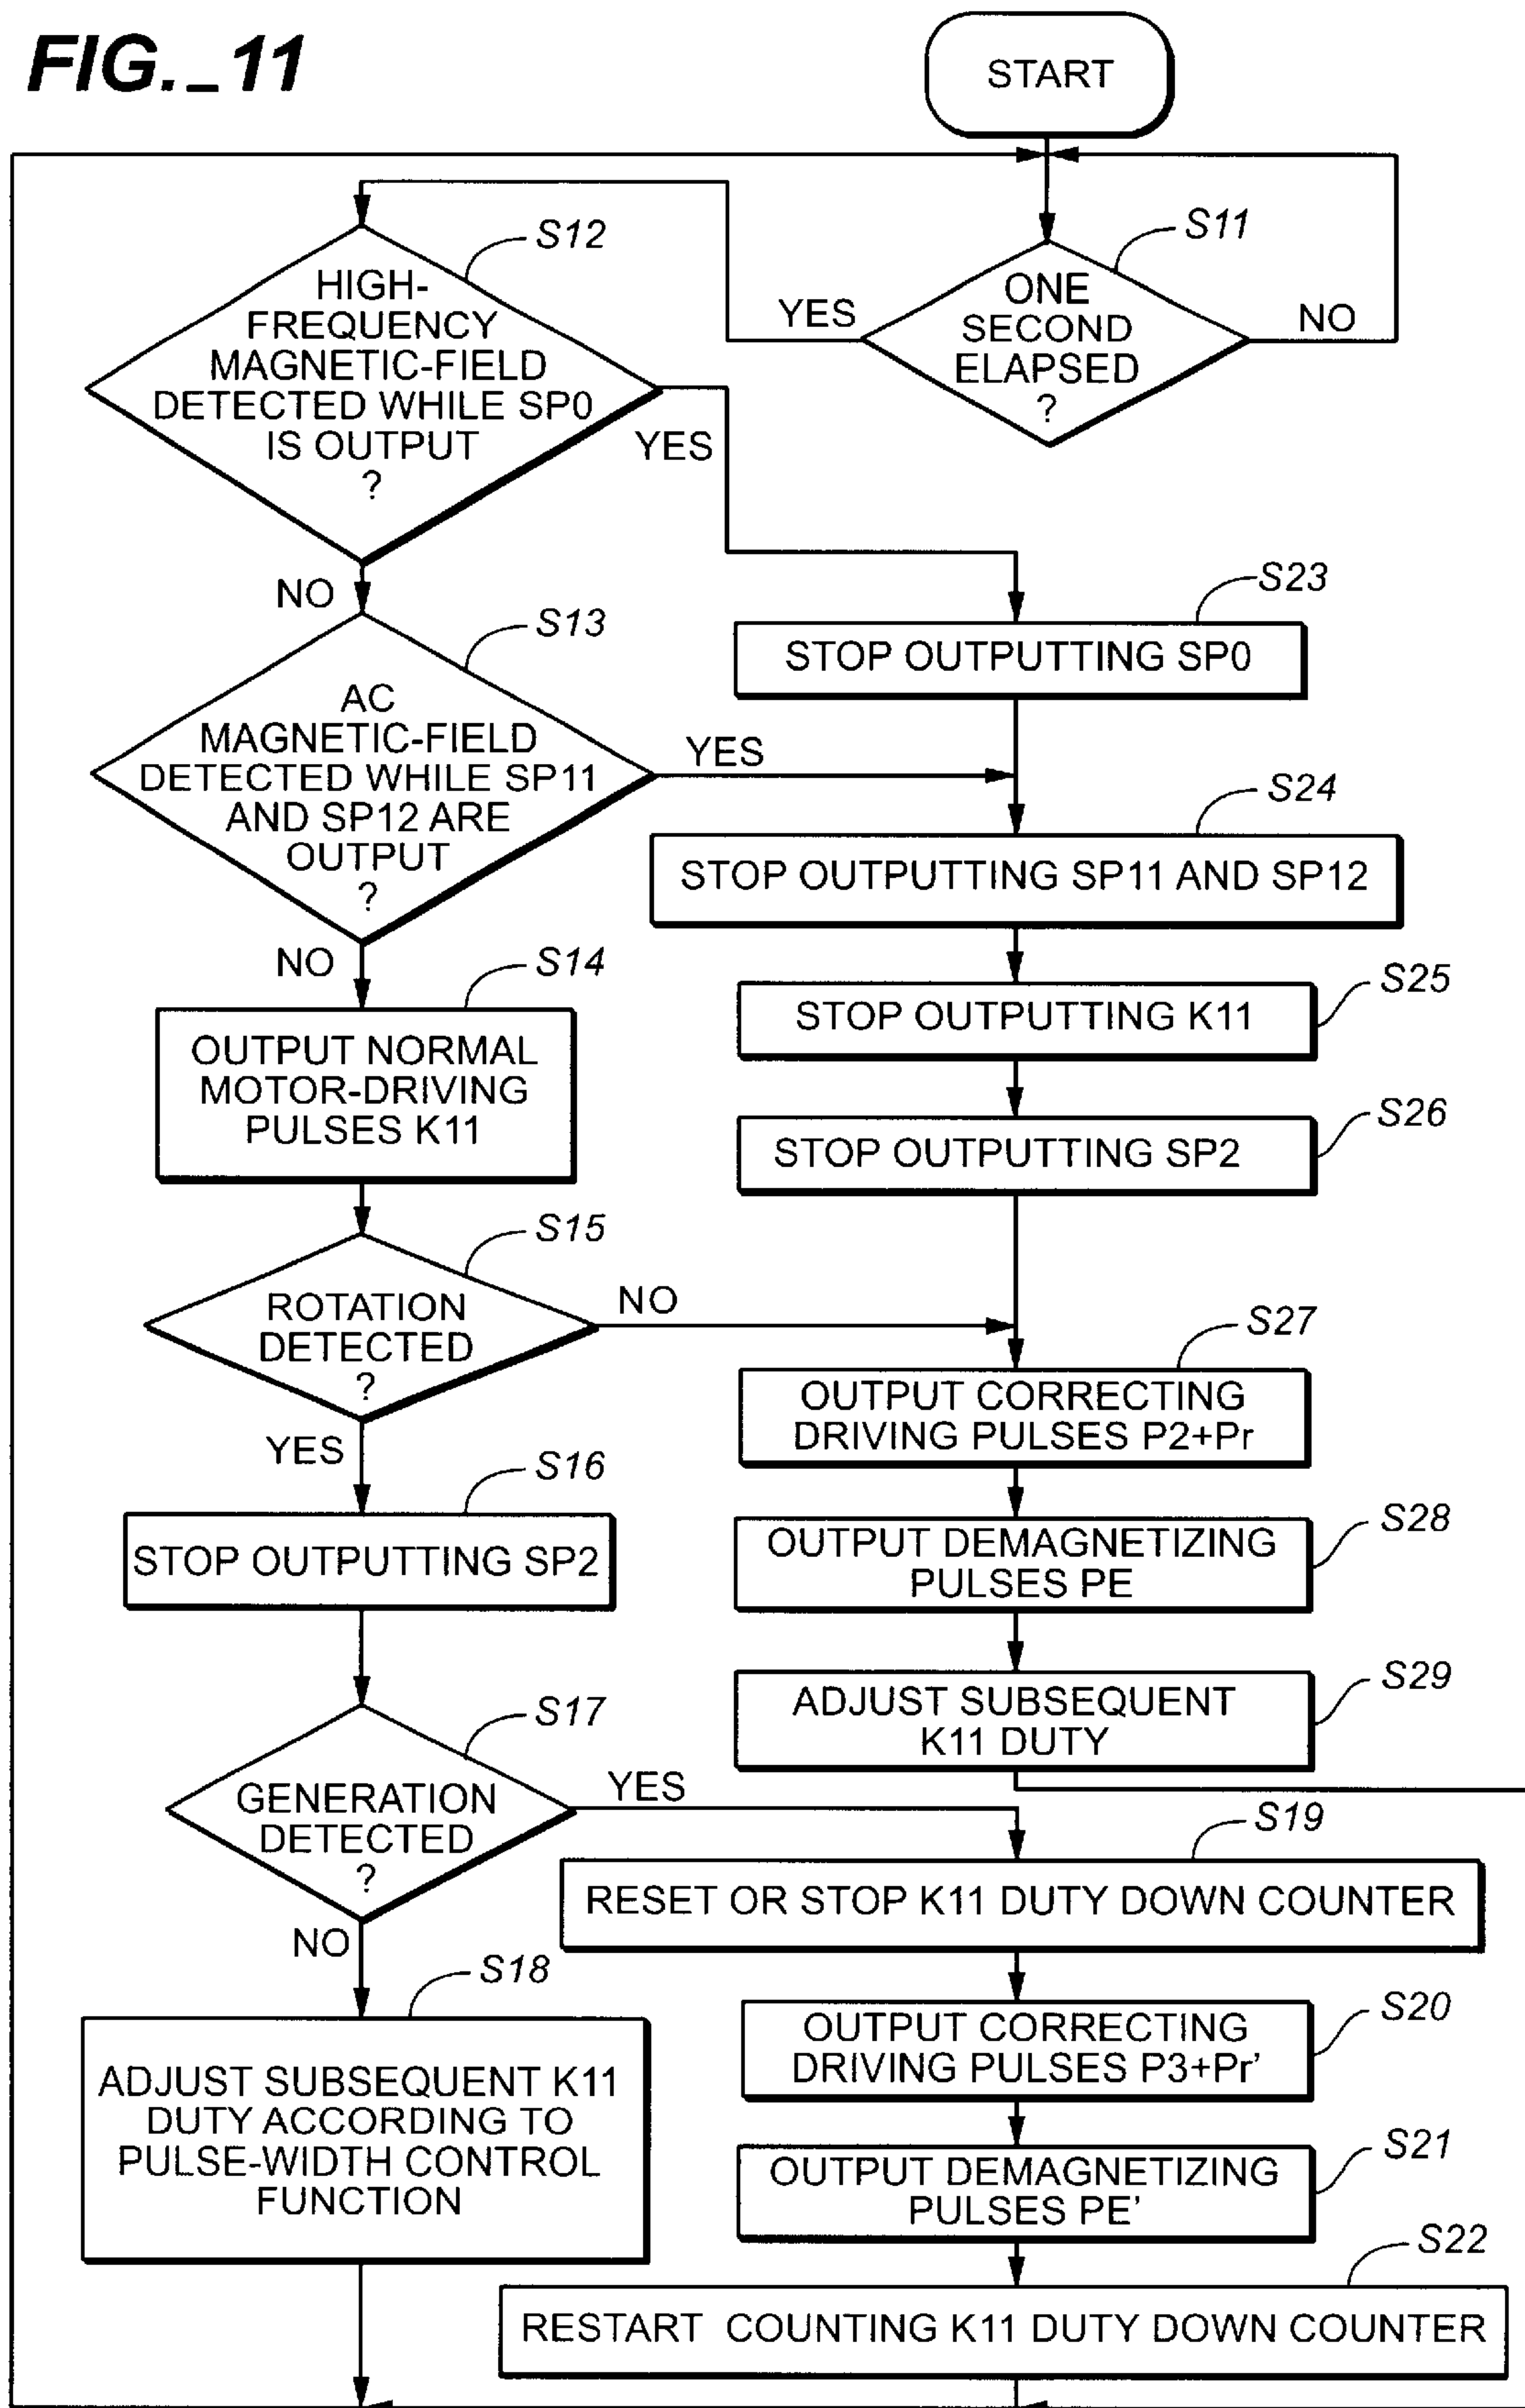 FIG._11
START
S11
ONE
SECOND
ELAPSED
?
YES
NO
S12
HIGH-
FREQUENCY
MAGNETIC-FIELD
DETECTED WHILE SP0
IS OUTPUT
?
YES
NO
S13
AC
MAGNETIC-FIELD
DETECTED WHILE SP11
AND SP12 ARE
OUTPUT
?
YES
NO
S23
STOP OUTPUTTING SP0
S24
STOP OUTPUTTING SP11 AND SP12
S14
OUTPUT NORMAL
MOTOR-DRIVING
PULSES K11
S25
STOP OUTPUTTING K11
S26
STOP OUTPUTTING SP2
S15
ROTATION
DETECTED
?
NO
YES
S27
OUTPUT CORRECTING
DRIVING PULSES P2+Pr
S16
STOP OUTPUTTING SP2
S28
OUTPUT DEMAGNETIZING
PULSES PE
S29
ADJUST SUBSEQUENT
K11 DUTY
S17
GENERATION
DETECTED
?
YES
NO
S19
RESET OR STOP K11 DUTY DOWN COUNTER
S18
ADJUST SUBSEQUENT K11
DUTY ACCORDING TO
PULSE-WIDTH CONTROL
FUNCTION
S20
OUTPUT CORRECTING
DRIVING PULSES P3+Pr'
S21
OUTPUT DEMAGNETIZING
PULSES PE'
S22
RESTART COUNTING K11 DUTY DOWN COUNTER